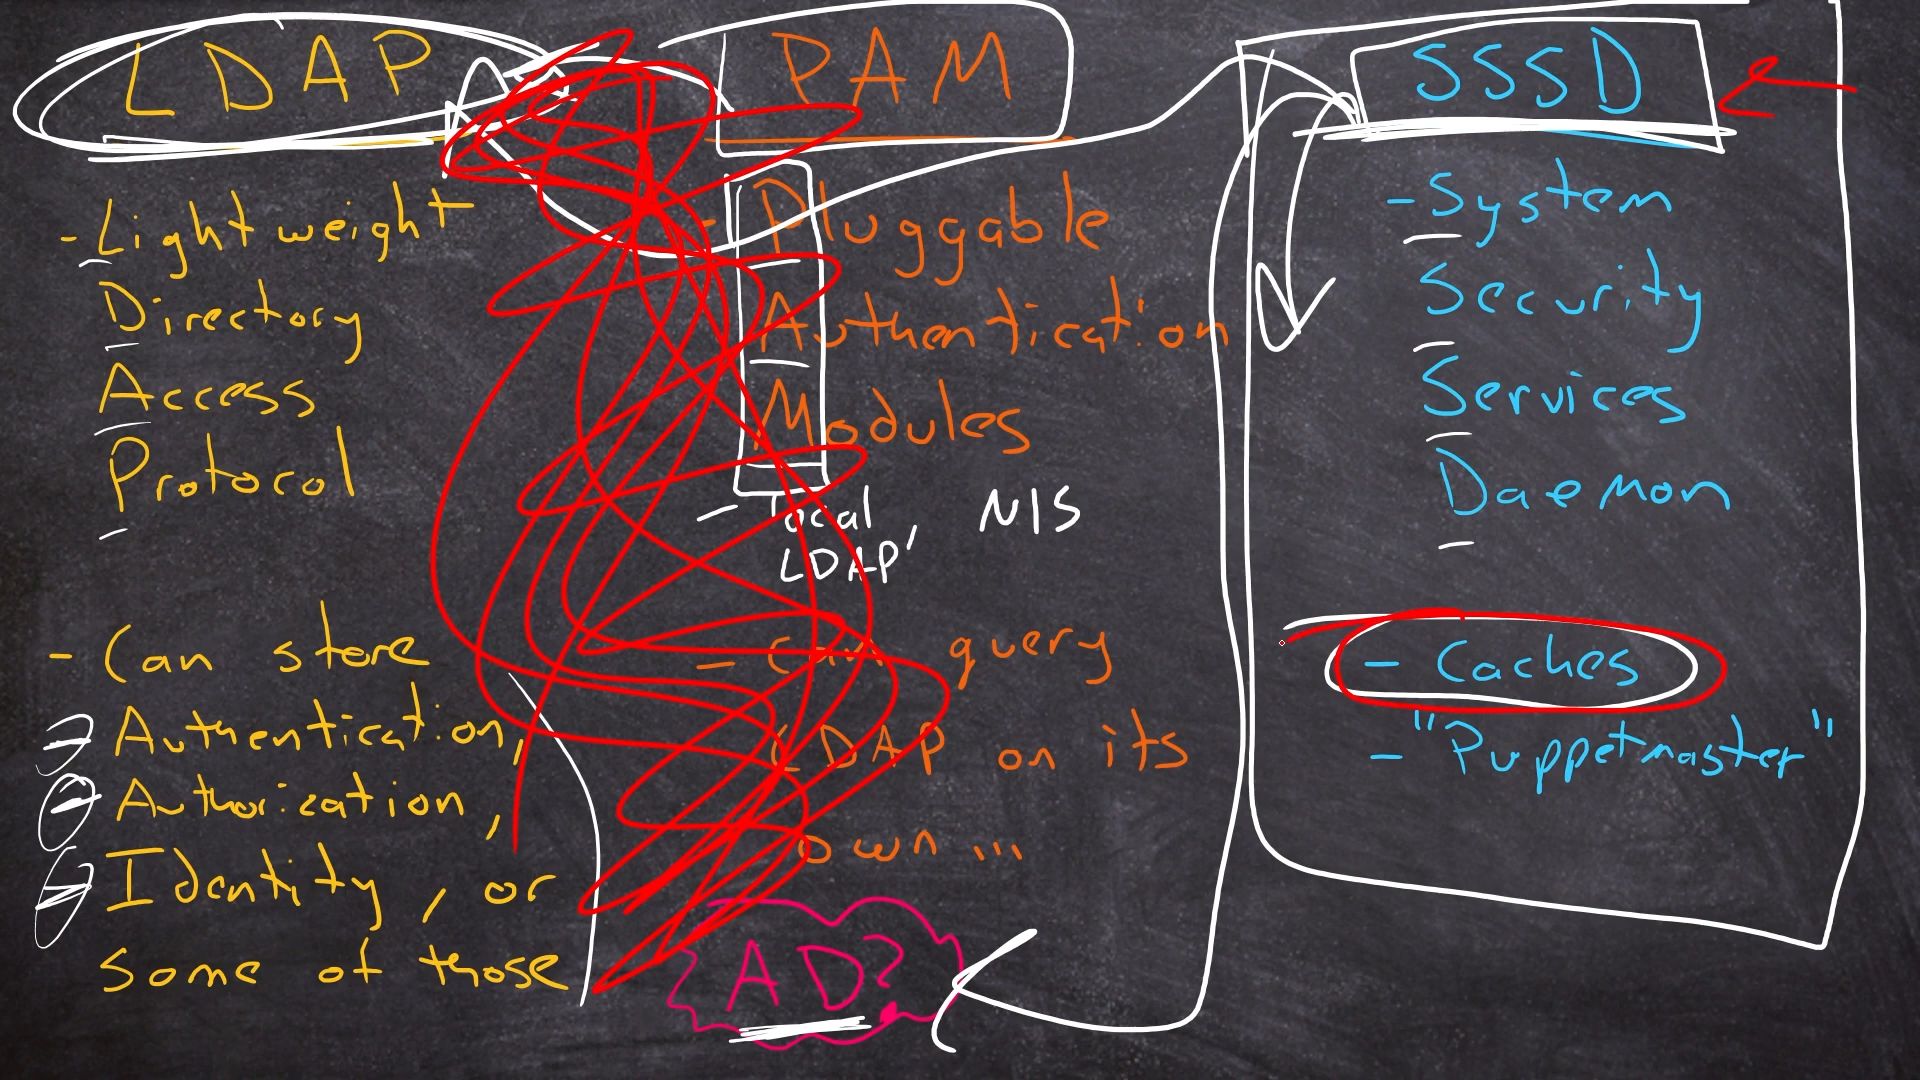 LDAP
- Lightweight
Directory
Access
Protocol
- Can store
Authentication,
Authorization,
Identity, or
some of those
PAM
- Pluggable
Authentication
Modules
- local, NIS
LDAP
- Can query
LDAP on its
own ...
AD?
SSSD
- System
Security
Services
Daemon
- Caches
- "Puppetmaster"